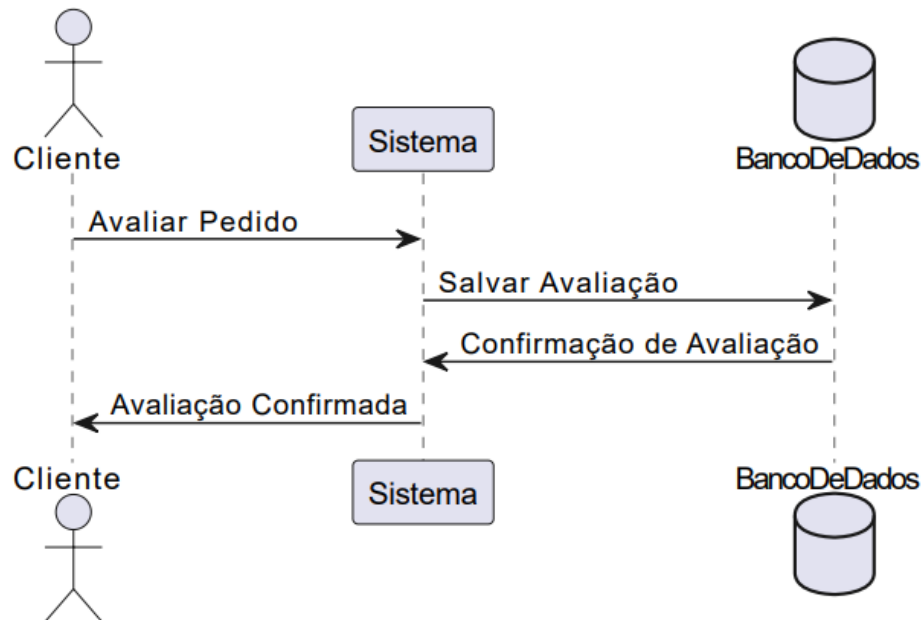 Cliente
Sistema
BancoDeDados
Avaliar Pedido
Salvar Avaliação
Confirmação de Avaliação
Avaliação Confirmada
Cliente
Sistema
BancoDeDados